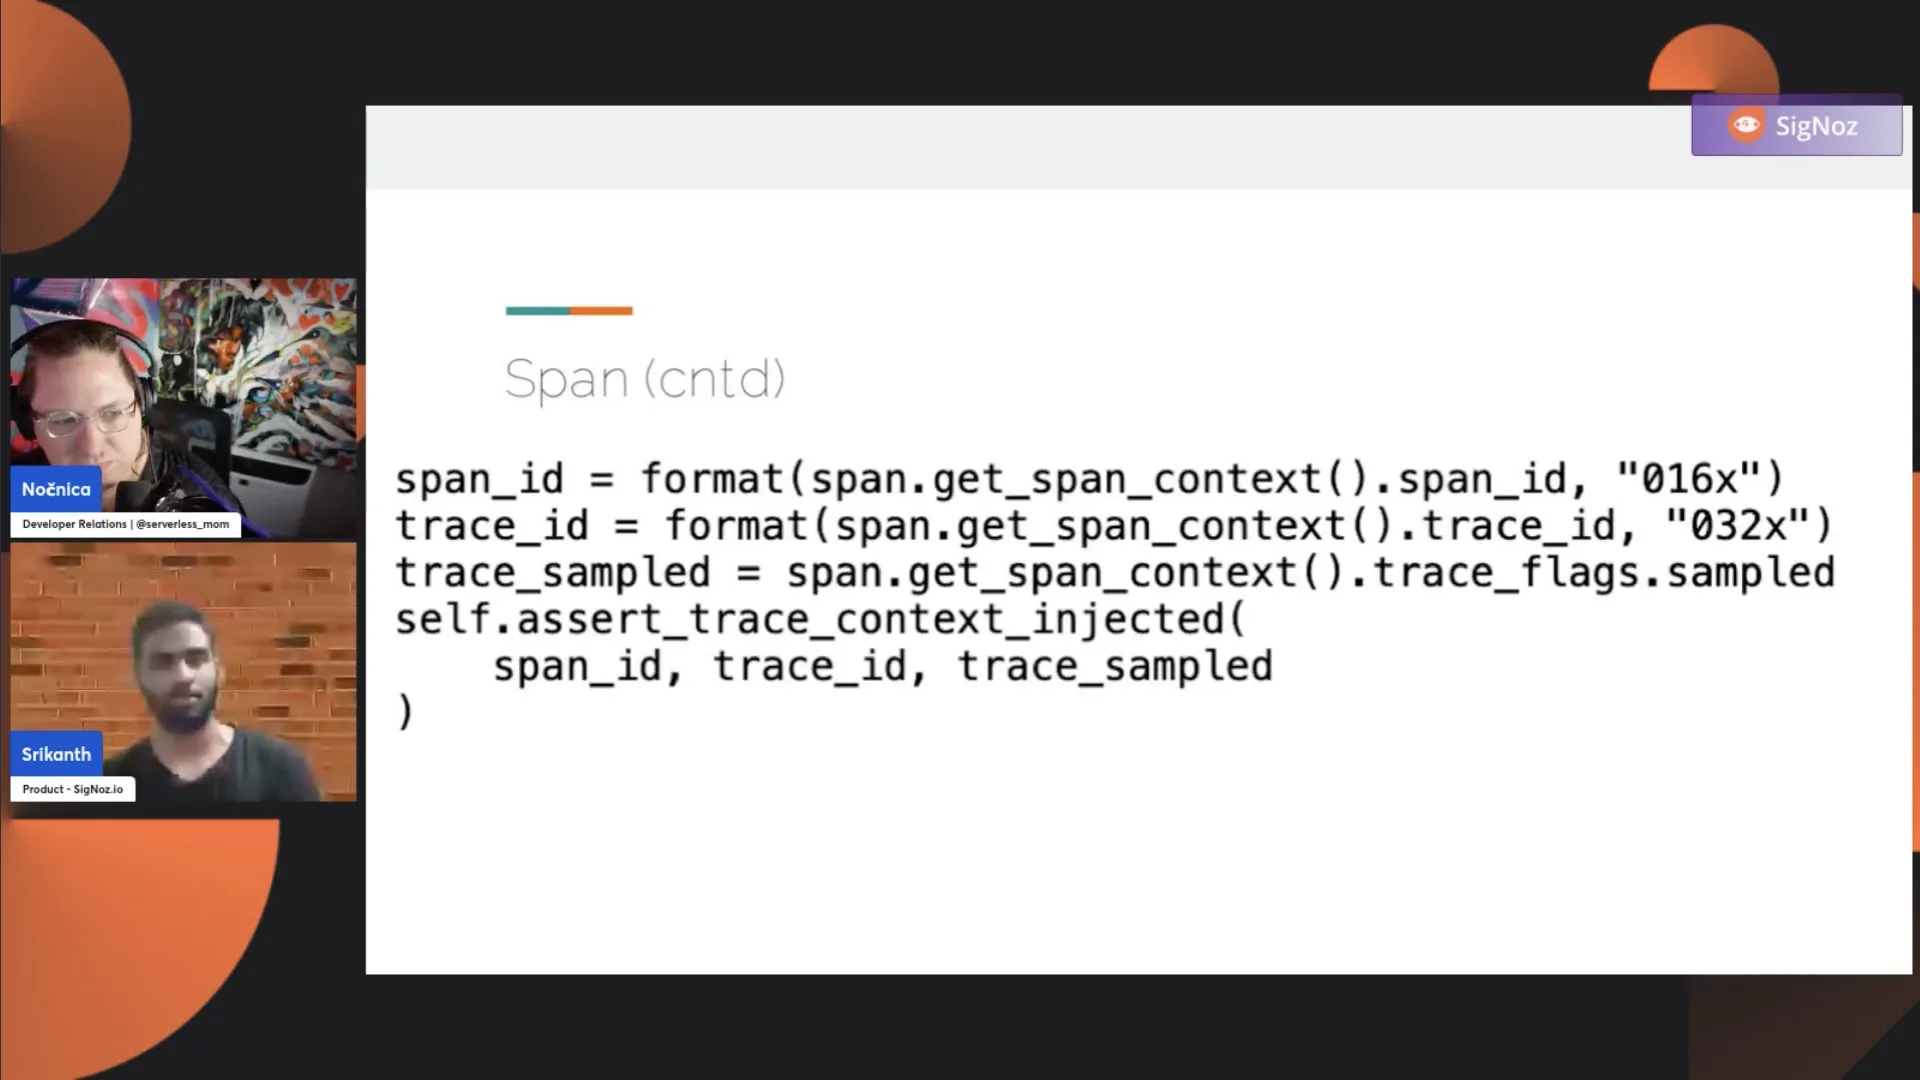 SigNoz
Span (cntd)
span_id = format(span.get_span_context().span_id, "016x")
trace_id = format(span.get_span_context().trace_id, "032x")
trace_sampled = span.get_span_context().trace_flags.sampled
self.assert_trace_context_injected(
    span_id, trace_id, trace_sampled
)
Nočnica
Developer Relations | @serverless_mom
Srikanth
Product - SigNoz.io